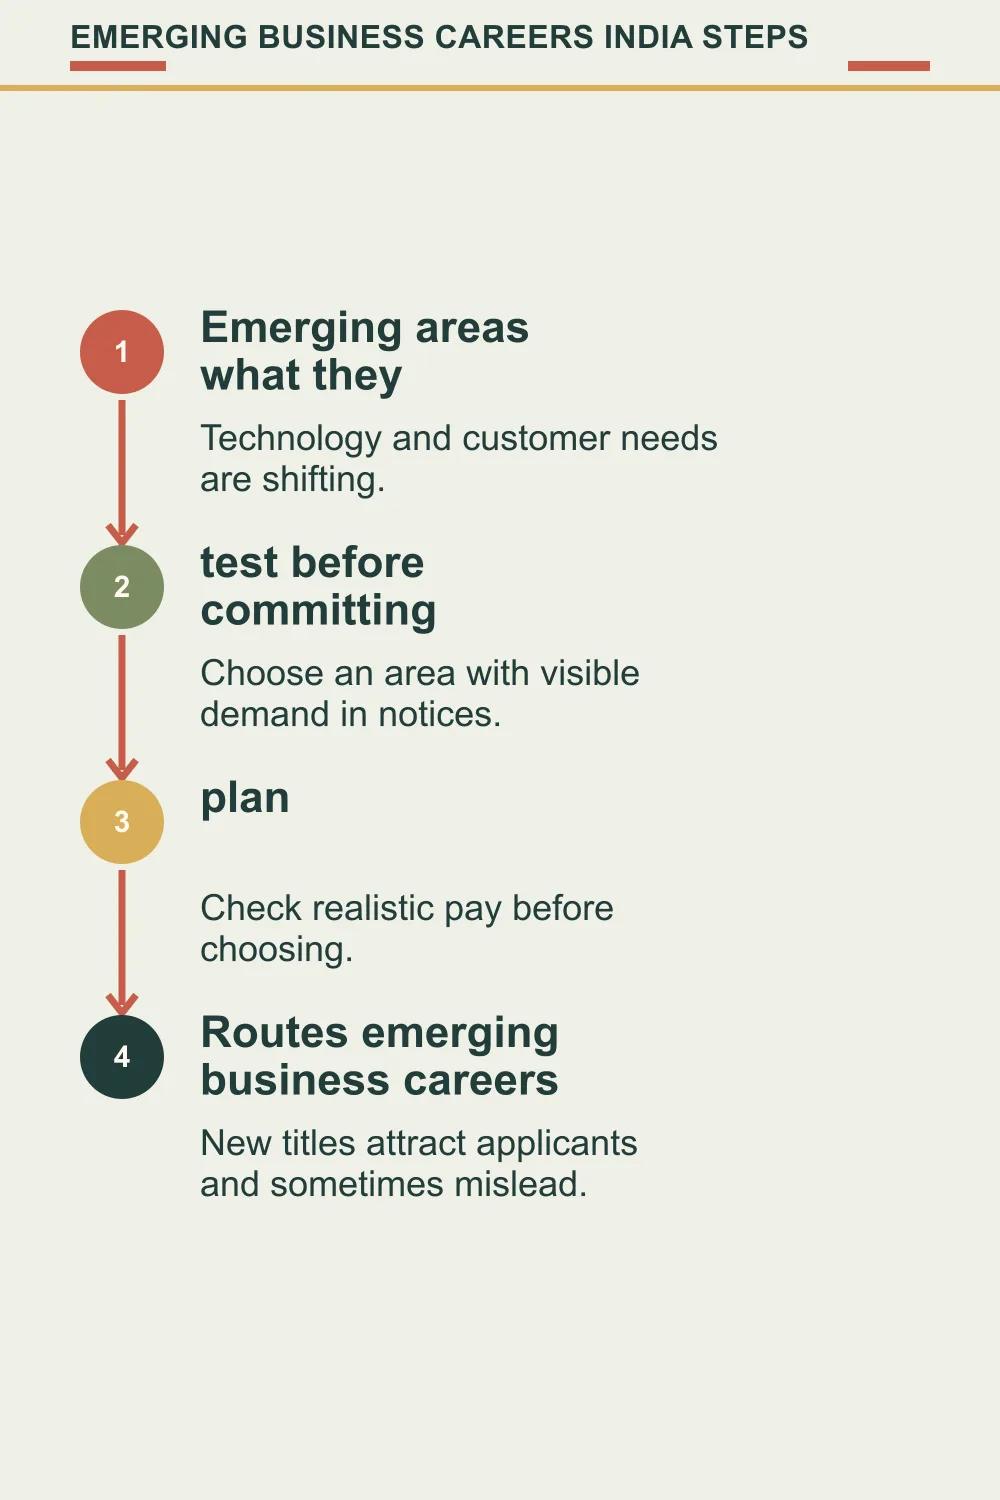 EMERGING BUSINESS CAREERS INDIA STEPS
1
Emerging areas
what they
Technology and customer needs
are shifting.
2
test before
committing
Choose an area with visible
demand in notices.
3
plan
Check realistic pay before
choosing.
4
Routes emerging
business careers
New titles attract applicants
and sometimes mislead.